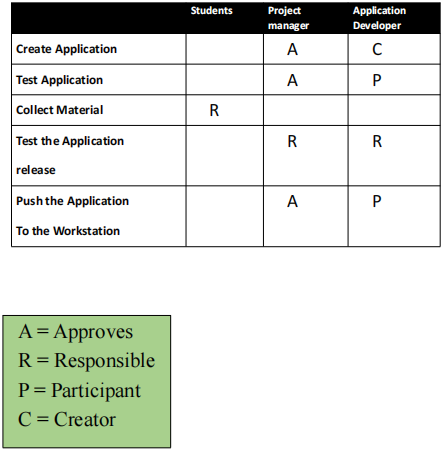 Students Project manager Application Developer
Create Application A C
Test Application A P
Collect Material R
Test the Application release R R
Push the Application To the Workstation A P
A = Approves
R = Responsible
P = Participant
C = Creator